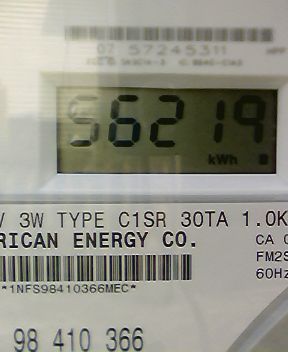 07 57245311
56219
kWh
V 3W TYPE C1SR 30TA 1.0K
RICAN ENERGY CO.
CA
FM2S
60Hz
*1NFS98410366MEC*
98 410 366